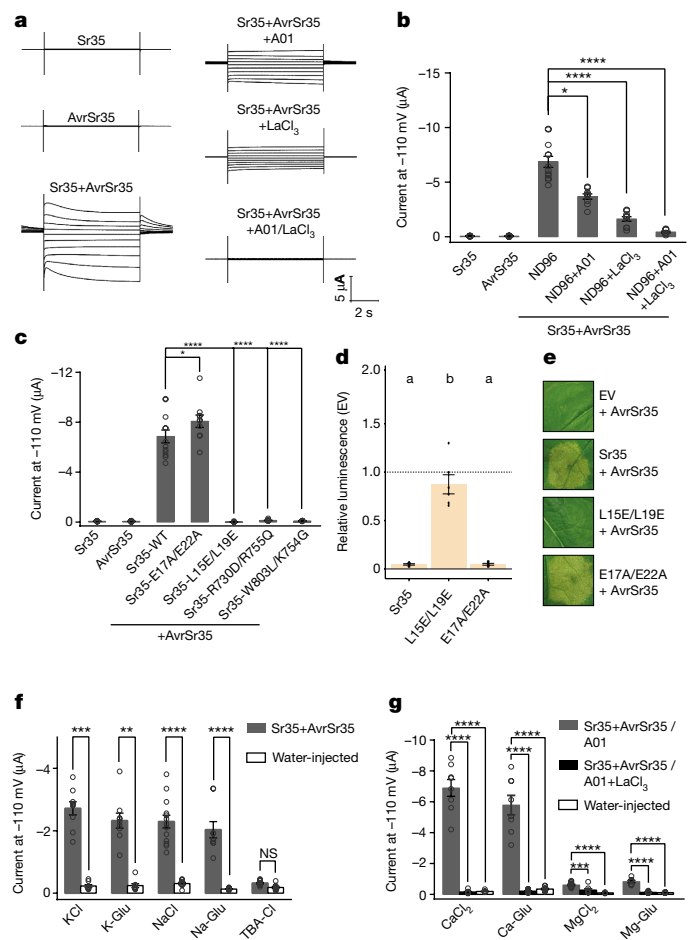 a
Sr35
AvrSr35
Sr35+AvrSr35
Sr35+AvrSr35
+A01
Sr35+AvrSr35
+LaCl3
Sr35+AvrSr35
+A01/LaCl3
5 µA
2 s
b
Current at –110 mV (µA)
–15
–10
–5
0
****
****
*
Sr35
AvrSr35
ND96
ND96+A01
ND96+LaCl3
ND96+A01
+LaCl3
Sr35+AvrSr35
c
Current at –110 mV (µA)
–12
–8
–4
0
****
****
****
*
Sr35
AvrSr35
Sr35-WT
Sr35-E17A/E22A
Sr35-L15E/L19E
Sr35-R730D/R755Q
Sr35-W803L/K754G
+AvrSr35
d
Relative luminescence (EV)
2.0
1.5
1.0
0.5
0
a
b
a
Sr35
L15E/L19E
E17A/E22A
e
EV
+ AvrSr35
Sr35
+ AvrSr35
L15E/L19E
+ AvrSr35
E17A/E22A
+ AvrSr35
f
Current at –110 mV (µA)
–4
–2
0
***
**
****
****
NS
Sr35+AvrSr35
Water-injected
KCl
K-Glu
NaCl
Na-Glu
TBA-Cl
g
Current at –110 mV (µA)
–10
–8
–6
–4
–2
0
****
****
****
****
****
***
****
****
Sr35+AvrSr35 /
A01
Sr35+AvrSr35 /
A01+LaCl3
Water-injected
CaCl2
Ca-Glu
MgCl2
Mg-Glu